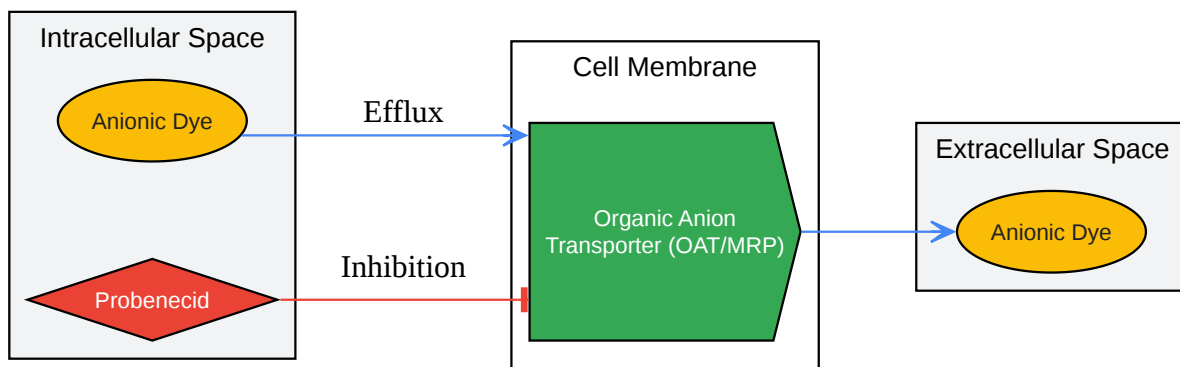 Intracellular Space
Anionic Dye
Efflux
Probenecid
Inhibition
Cell Membrane
Organic Anion
Transporter (OAT/MRP)
Extracellular Space
Anionic Dye